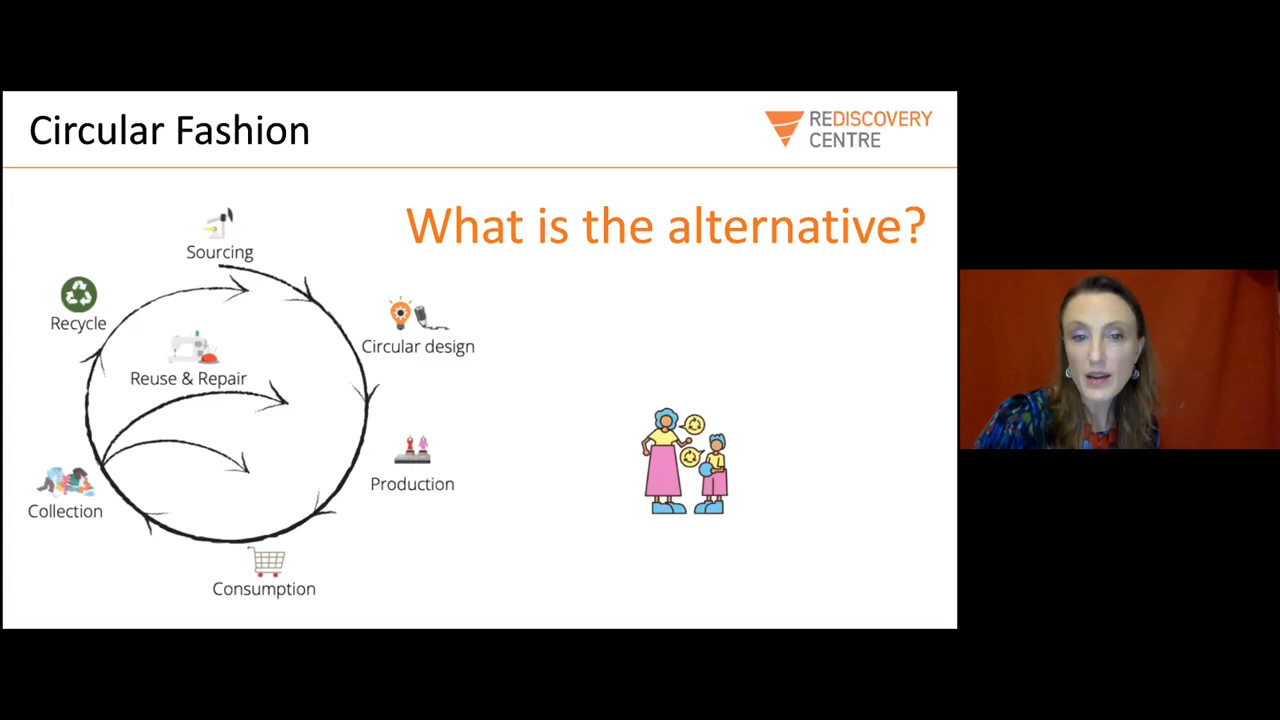 Circular Fashion
REDISCOVERY
CENTRE
What is the alternative?
Sourcing
Recycle
Circular design
Reuse & Repair
Production
Collection
Consumption